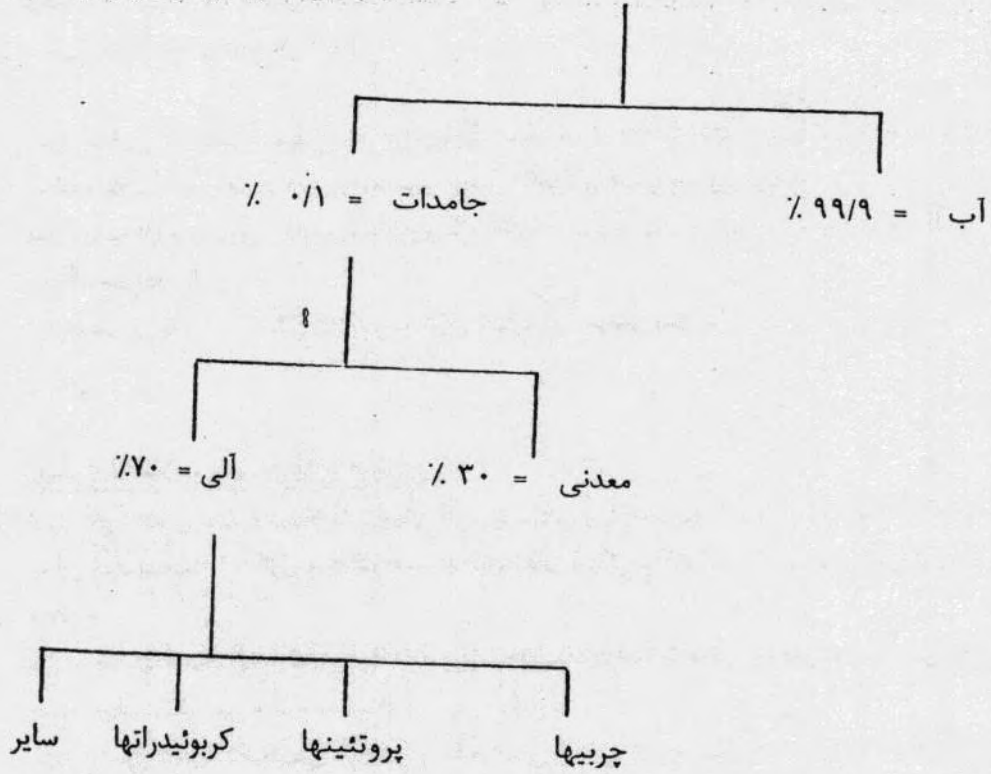 آب = ۹۹/۹ ٪ جامدات = ۰/۱ ٪
معدنی = ۳۰ ٪ آلی = ۷۰٪
چربیها پروتئینها کربوئیدراتها سایر